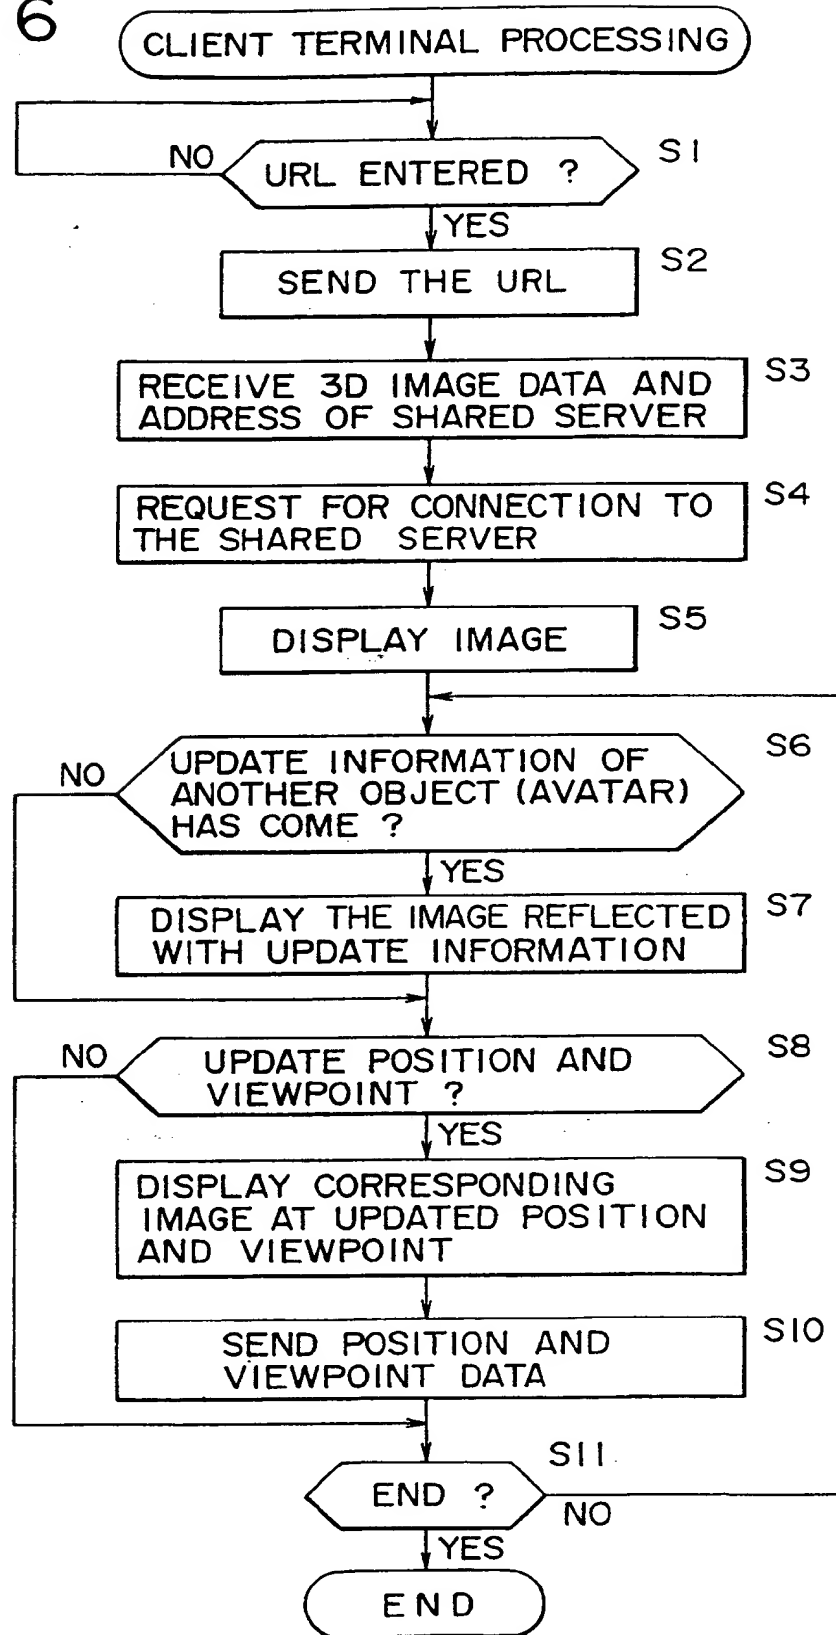 6
CLIENT TERMINAL PROCESSING
NO
URL ENTERED ?
S1
YES
S2
SEND THE URL
S3
RECEIVE 3D IMAGE DATA AND
ADDRESS OF SHARED SERVER
S4
REQUEST FOR CONNECTION TO
THE SHARED SERVER
S5
DISPLAY IMAGE
S6
NO
UPDATE INFORMATION OF
ANOTHER OBJECT (AVATAR)
HAS COME ?
YES
S7
DISPLAY THE IMAGE REFLECTED
WITH UPDATE INFORMATION
S8
NO
UPDATE POSITION AND
VIEWPOINT ?
YES
S9
DISPLAY CORRESPONDING
IMAGE AT UPDATED POSITION
AND VIEWPOINT
S10
SEND POSITION AND
VIEWPOINT DATA
S11
END ?
NO
YES
END